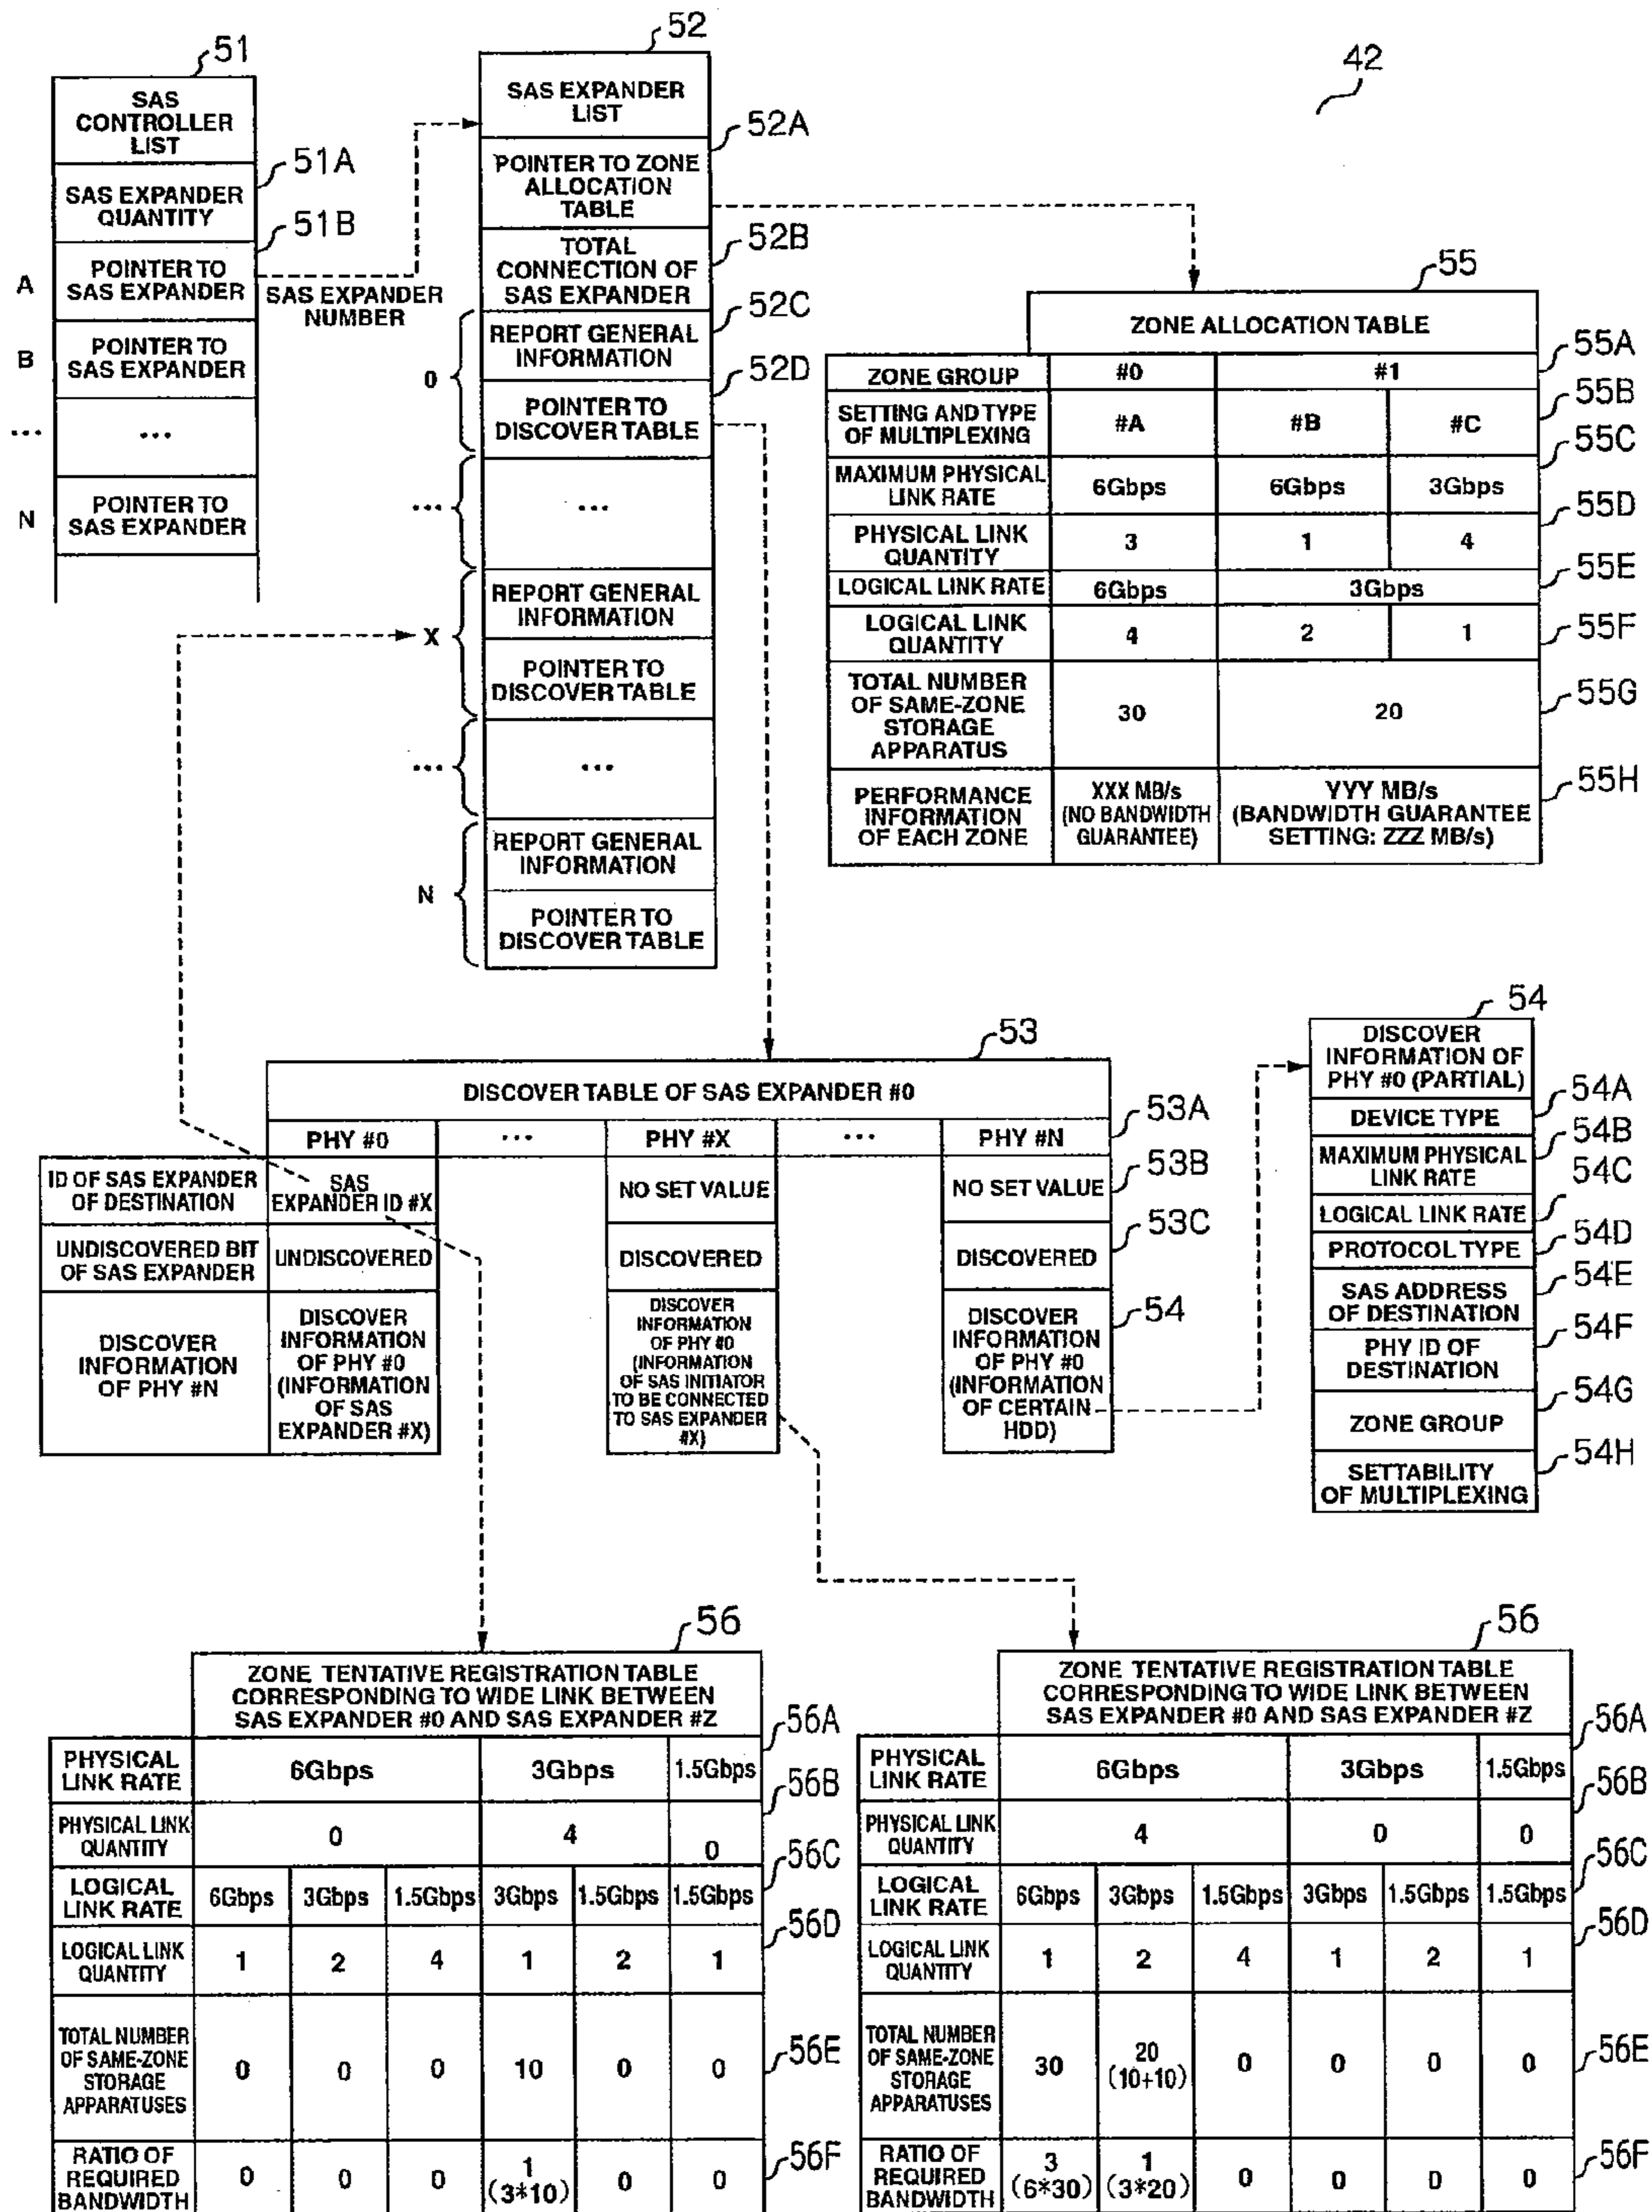 42
51
SAS
CONTROLLER
LIST
51A
SAS EXPANDER
QUANTITY
51B
A
POINTER TO
SAS EXPANDER
SAS EXPANDER
NUMBER
B
POINTER TO
SAS EXPANDER
...
...
N
POINTER TO
SAS EXPANDER
52
SAS EXPANDER
LIST
52A
POINTER TO ZONE
ALLOCATION
TABLE
52B
TOTAL
CONNECTION OF
SAS EXPANDER
52C
0
REPORT GENERAL
INFORMATION
52D
POINTER TO
DISCOVER TABLE
...
...
X
REPORT GENERAL
INFORMATION
POINTER TO
DISCOVER TABLE
...
...
N
REPORT GENERAL
INFORMATION
POINTER TO
DISCOVER TABLE
55
ZONE ALLOCATION TABLE
55A
ZONE GROUP #0 #1
55B
SETTING AND TYPE
OF MULTIPLEXING
#A #B #C
55C
MAXIMUM PHYSICAL
LINK RATE
6Gbps 6Gbps 3Gbps
55D
PHYSICAL LINK
QUANTITY
3 1 4
55E
LOGICAL LINK RATE 6Gbps 3Gbps
55F
LOGICAL LINK
QUANTITY
4 2 1
55G
TOTAL NUMBER
OF SAME-ZONE
STORAGE
APPARATUS
30 20
55H
PERFORMANCE
INFORMATION
OF EACH ZONE
XXX MB/s
(NO BANDWIDTH
GUARANTEE)
YYY MB/s
(BANDWIDTH GUARANTEE
SETTING: ZZZ MB/s)
53
DISCOVER TABLE OF SAS EXPANDER #0
53A
PHY #0 ... PHY #X ... PHY #N
53B
ID OF SAS EXPANDER
OF DESTINATION
SAS
EXPANDER ID #X
NO SET VALUE
NO SET VALUE
53C
UNDISCOVERED BIT
OF SAS EXPANDER
UNDISCOVERED
DISCOVERED
DISCOVERED
54
DISCOVER
INFORMATION
OF PHY #N
DISCOVER
INFORMATION
OF PHY #0
(INFORMATION
OF SAS
EXPANDER #X)
DISCOVER
INFORMATION
OF PHY #0
(INFORMATION
OF SAS INITIATOR
TO BE CONNECTED
TO SAS EXPANDER
#X)
DISCOVER
INFORMATION
OF PHY #0
(INFORMATION
OF CERTAIN
HDD)
54
DISCOVER
INFORMATION OF
PHY #0 (PARTIAL)
54A
DEVICE TYPE
54B
MAXIMUM PHYSICAL
LINK RATE
54C
LOGICAL LINK RATE
54D
PROTOCOL TYPE
54E
SAS ADDRESS
OF DESTINATION
54F
PHY ID OF
DESTINATION
54G
ZONE GROUP
54H
SETTABILITY
OF MULTIPLEXING
56
ZONE TENTATIVE REGISTRATION TABLE
CORRESPONDING TO WIDE LINK BETWEEN
SAS EXPANDER #0 AND SAS EXPANDER #Z
56A
PHYSICAL
LINK RATE
6Gbps 3Gbps 1.5Gbps
56B
PHYSICAL LINK
QUANTITY
0 4 0
56C
LOGICAL
LINK RATE
6Gbps 3Gbps 1.5Gbps 3Gbps 1.5Gbps 1.5Gbps
56D
LOGICAL LINK
QUANTITY
1 2 4 1 2 1
56E
TOTAL NUMBER
OF SAME-ZONE
STORAGE
APPARATUSES
0 0 0 10 0 0
56F
RATIO OF
REQUIRED
BANDWIDTH
0 0 0 1 (3*10) 0 0
56
ZONE TENTATIVE REGISTRATION TABLE
CORRESPONDING TO WIDE LINK BETWEEN
SAS EXPANDER #0 AND SAS EXPANDER #Z
56A
PHYSICAL
LINK RATE
6Gbps 3Gbps 1.5Gbps
56B
PHYSICAL LINK
QUANTITY
4 0 0
56C
LOGICAL
LINK RATE
6Gbps 3Gbps 1.5Gbps 3Gbps 1.5Gbps 1.5Gbps
56D
LOGICAL LINK
QUANTITY
1 2 4 1 2 1
56E
TOTAL NUMBER
OF SAME-ZONE
STORAGE
APPARATUSES
30 20 (10+10) 0 0 0 0
56F
RATIO OF
REQUIRED
BANDWIDTH
3 (6*30) 1 (3*20) 0 0 0 0